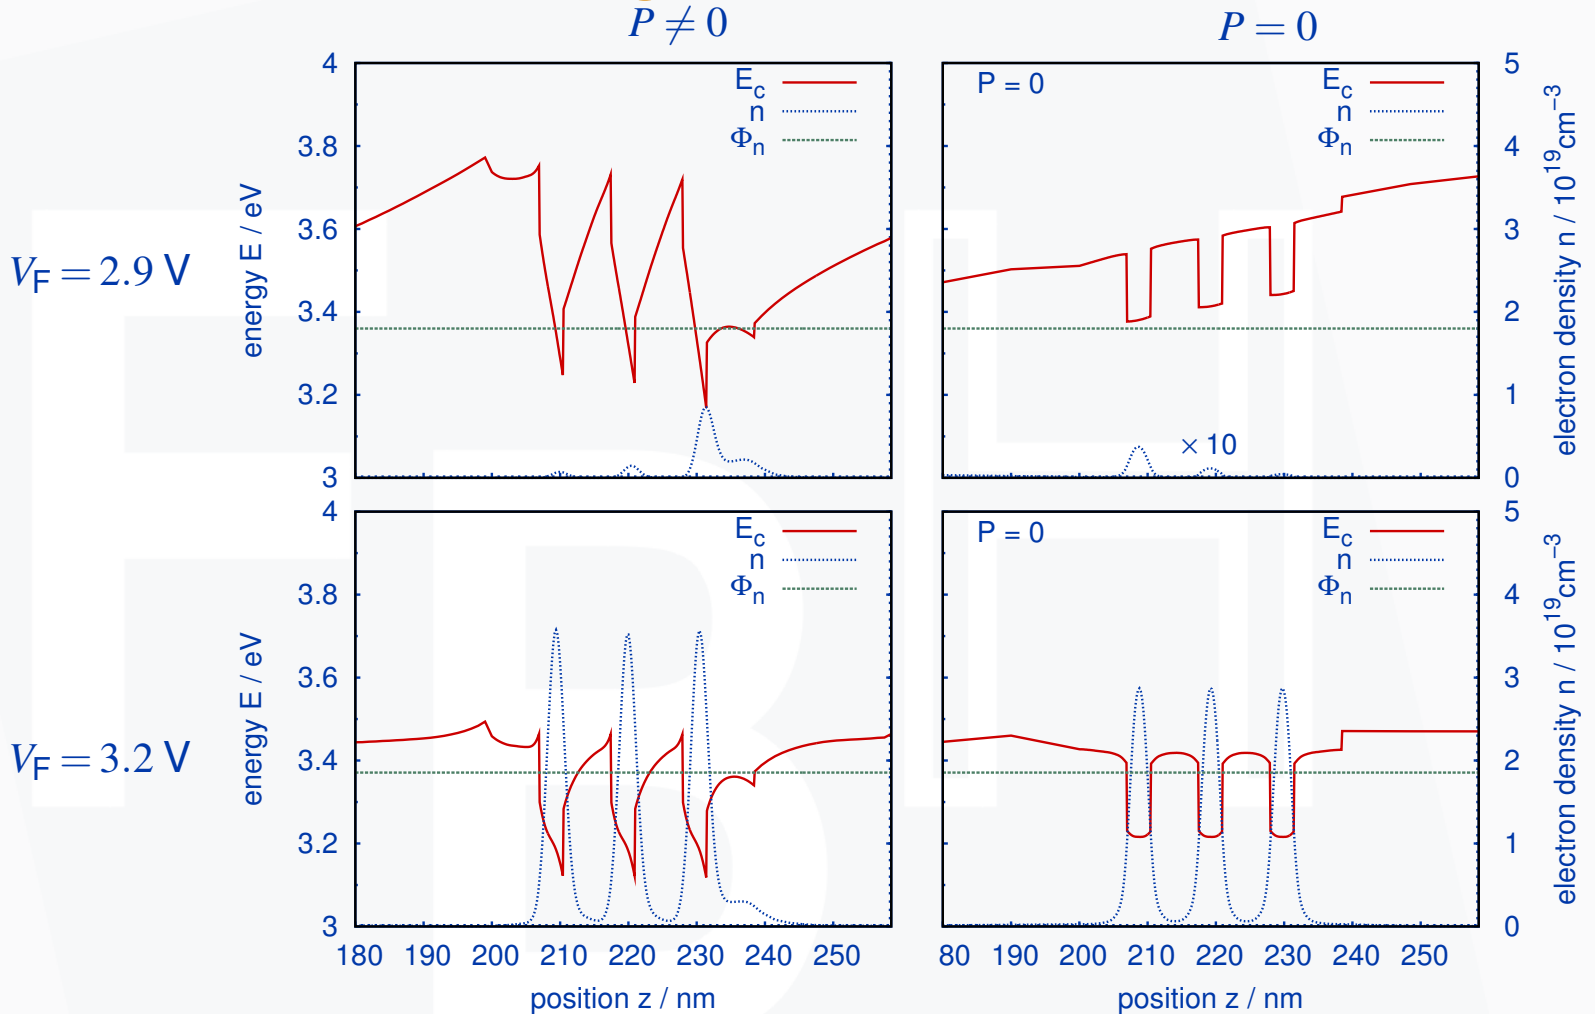 P ≠ 0
P = 0
V_F = 2.9 V
energy E / eV
4
3.8
3.6
3.4
3.2
3
E_c
n
Φ_n
P = 0
E_c
n
Φ_n
× 10
5
4
3
2
1
0
electron density n / 10^19 cm^−3
V_F = 3.2 V
energy E / eV
4
3.8
3.6
3.4
3.2
3
E_c
n
Φ_n
180 190 200 210 220 230 240 250
position z / nm
P = 0
E_c
n
Φ_n
80 190 200 210 220 230 240 250
position z / nm
5
4
3
2
1
0
electron density n / 10^19 cm^−3